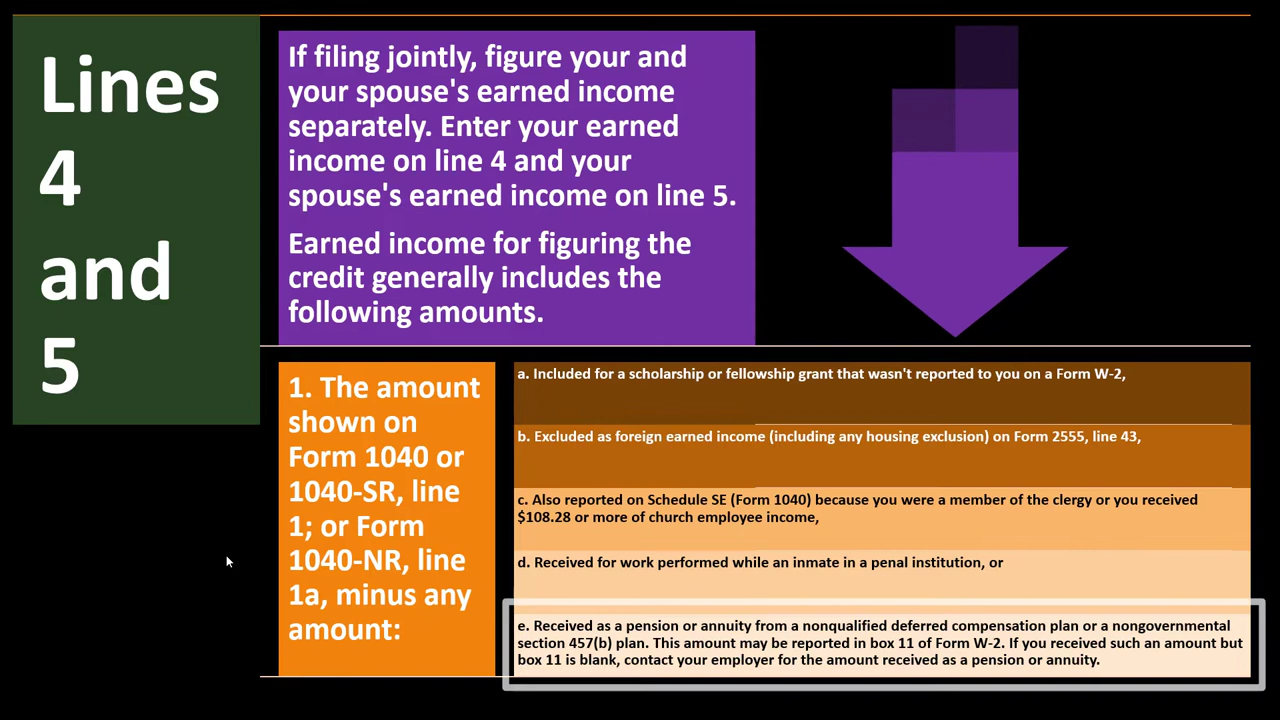 Lines
4
and
5
If filing jointly, figure your and
your spouse's earned income
separately. Enter your earned
income on line 4 and your
spouse's earned income on line 5.
Earned income for figuring the
credit generally includes the
following amounts.
1. The amount
shown on
Form 1040 or
1040-SR, line
1; or Form
1040-NR, line
1a, minus any
amount:
a. Included for a scholarship or fellowship grant that wasn't reported to you on a Form W-2,
b. Excluded as foreign earned income (including any housing exclusion) on Form 2555, line 43,
c. Also reported on Schedule SE (Form 1040) because you were a member of the clergy or you received
$108.28 or more of church employee income,
d. Received for work performed while an inmate in a penal institution, or
e. Received as a pension or annuity from a nonqualified deferred compensation plan or a nongovernmental
section 457(b) plan. This amount may be reported in box 11 of Form W-2. If you received such an amount but
box 11 is blank, contact your employer for the amount received as a pension or annuity.